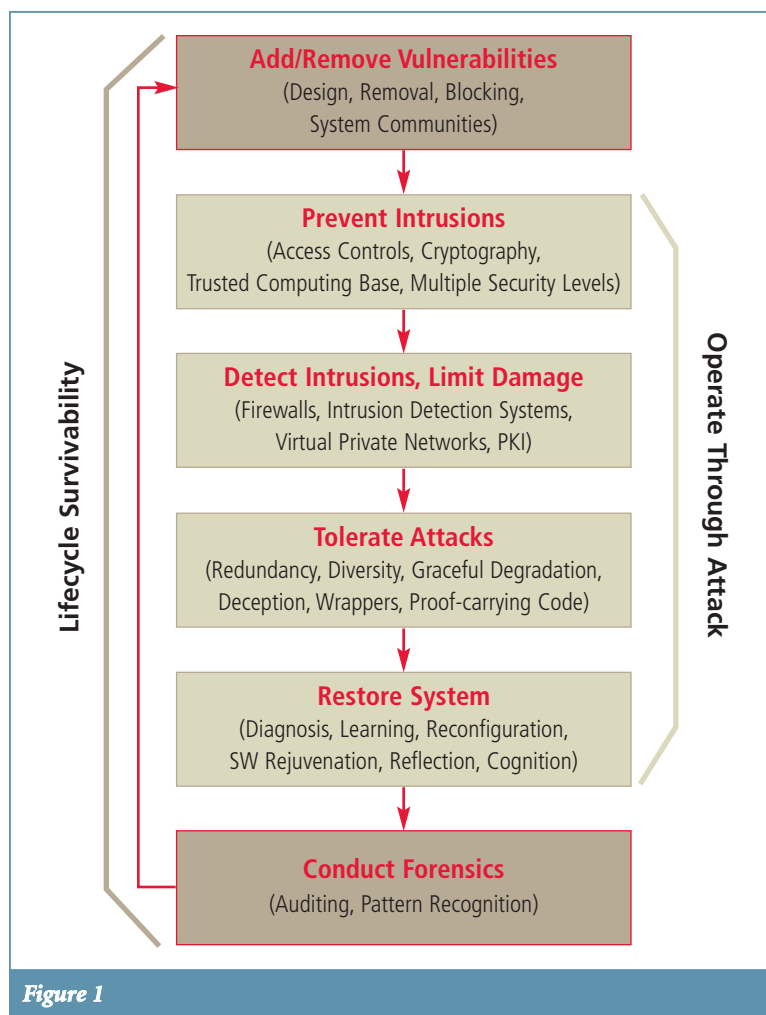 Add/Remove Vulnerabilities
(Design, Removal, Blocking,
System Communities)
Prevent Intrusions
(Access Controls, Cryptography,
Trusted Computing Base, Multiple Security Levels)
Detect Intrusions, Limit Damage
(Firewalls, Intrusion Detection Systems,
Virtual Private Networks, PKI)
Tolerate Attacks
(Redundancy, Diversity, Graceful Degradation,
Deception, Wrappers, Proof-carrying Code)
Restore System
(Diagnosis, Learning, Reconfiguration,
SW Rejuvenation, Reflection, Cognition)
Conduct Forensics
(Auditing, Pattern Recognition)
Lifecycle Survivability
Operate Through Attack
Figure 1